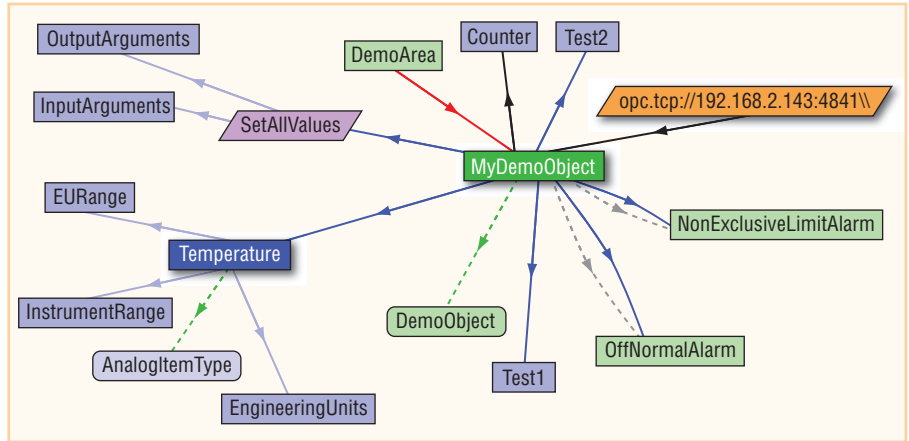 OutputArguments
Counter
Test2
DemoArea
InputArguments
opc.tcp://192.168.2.143:4841\\
SetAllValues
MyDemoObject
EURange
NonExclusiveLimitAlarm
Temperature
InstrumentRange
DemoObject
OffNormalAlarm
AnalogItemType
Test1
EngineeringUnits